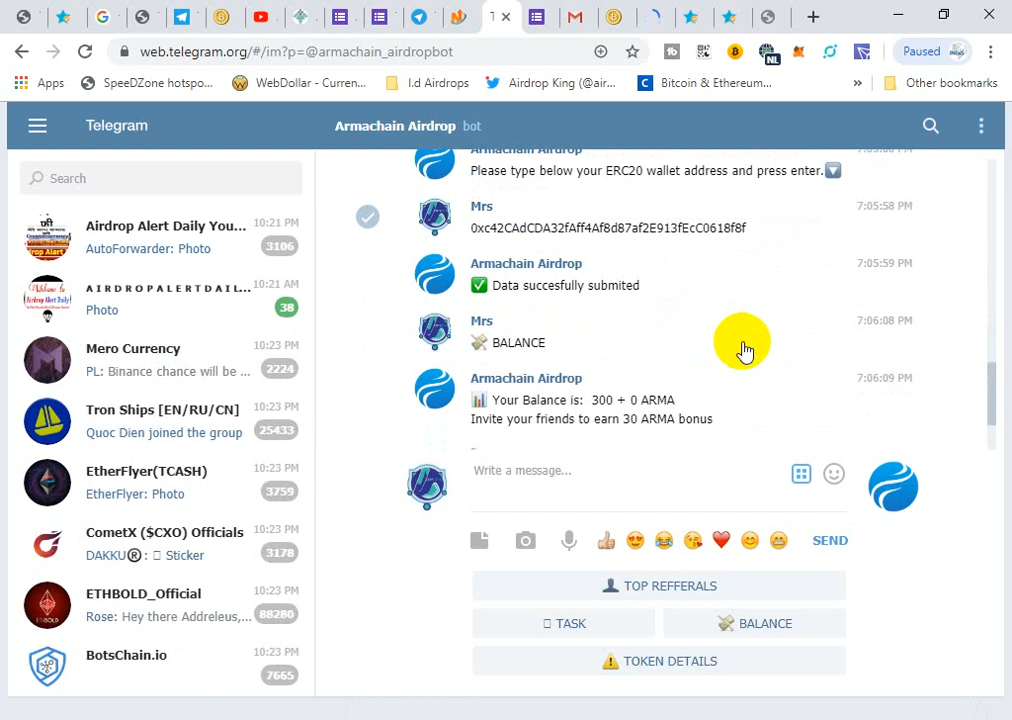 T
web.telegram.org/#/im?p=@armachain_airdropbot
NL
Paused
Apps
SpeeDZone hotspo...
WebDollar - Curren...
I.d Airdrops
Airdrop King (@air...
Bitcoin & Ethereum...
»
Other bookmarks
Telegram
Armachain Airdrop bot
Search
Airdrop Alert Daily You... 10:21 PM
AutoForwarder: Photo 3106
A I R D R O P A L E R T D A I L... 10:21 AM
Photo 38
Mero Currency 10:23 PM
PL: Binance chance will be ... 2224
Tron Ships [EN/RU/CN] 10:23 PM
Quoc Dien joined the group 25433
EtherFlyer(TCASH) 10:23 PM
EtherFlyer: Photo 3759
CometX ($CXO) Officials 10:23 PM
DAKKU®: Sticker 3178
ETHBOLD_Official 10:23 PM
Rose: Hey there Addreleus,... 88280
BotsChain.io 10:23 PM
7665
Armachain Airdrop
Please type below your ERC20 wallet address and press enter.🔽
Mrs 7:05:58 PM
0xc42CAdCDA32fAff4Af8d87af2E913fEcC0618f8f
Armachain Airdrop 7:05:59 PM
✅ Data succesfully submited
Mrs 7:06:08 PM
💸 BALANCE
Armachain Airdrop 7:06:09 PM
📊 Your Balance is: 300 + 0 ARMA
Invite your friends to earn 30 ARMA bonus
Write a message...
SEND
👤 TOP REFFERALS
TASK
💸 BALANCE
⚠️ TOKEN DETAILS